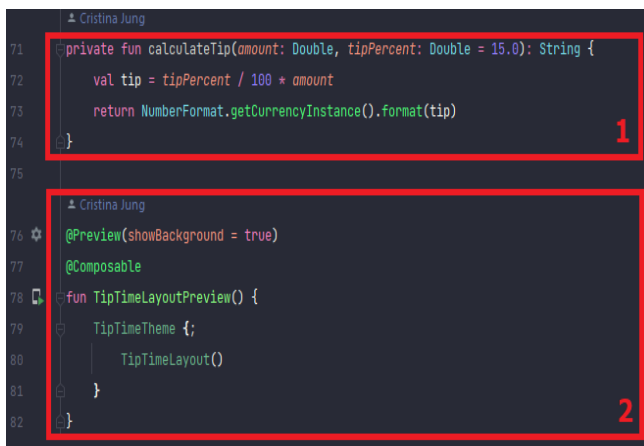 Cristina Jung
71 private fun calculateTip(amount: Double, tipPercent: Double = 15.0): String {
72 val tip = tipPercent / 100 * amount
73 return NumberFormat.getCurrencyInstance().format(tip)
74 }
1
75
Cristina Jung
76 @Preview(showBackground = true)
77 @Composable
78 fun TipTimeLayoutPreview() {
79 TipTimeTheme {;
80 TipTimeLayout()
81 }
82 }
2